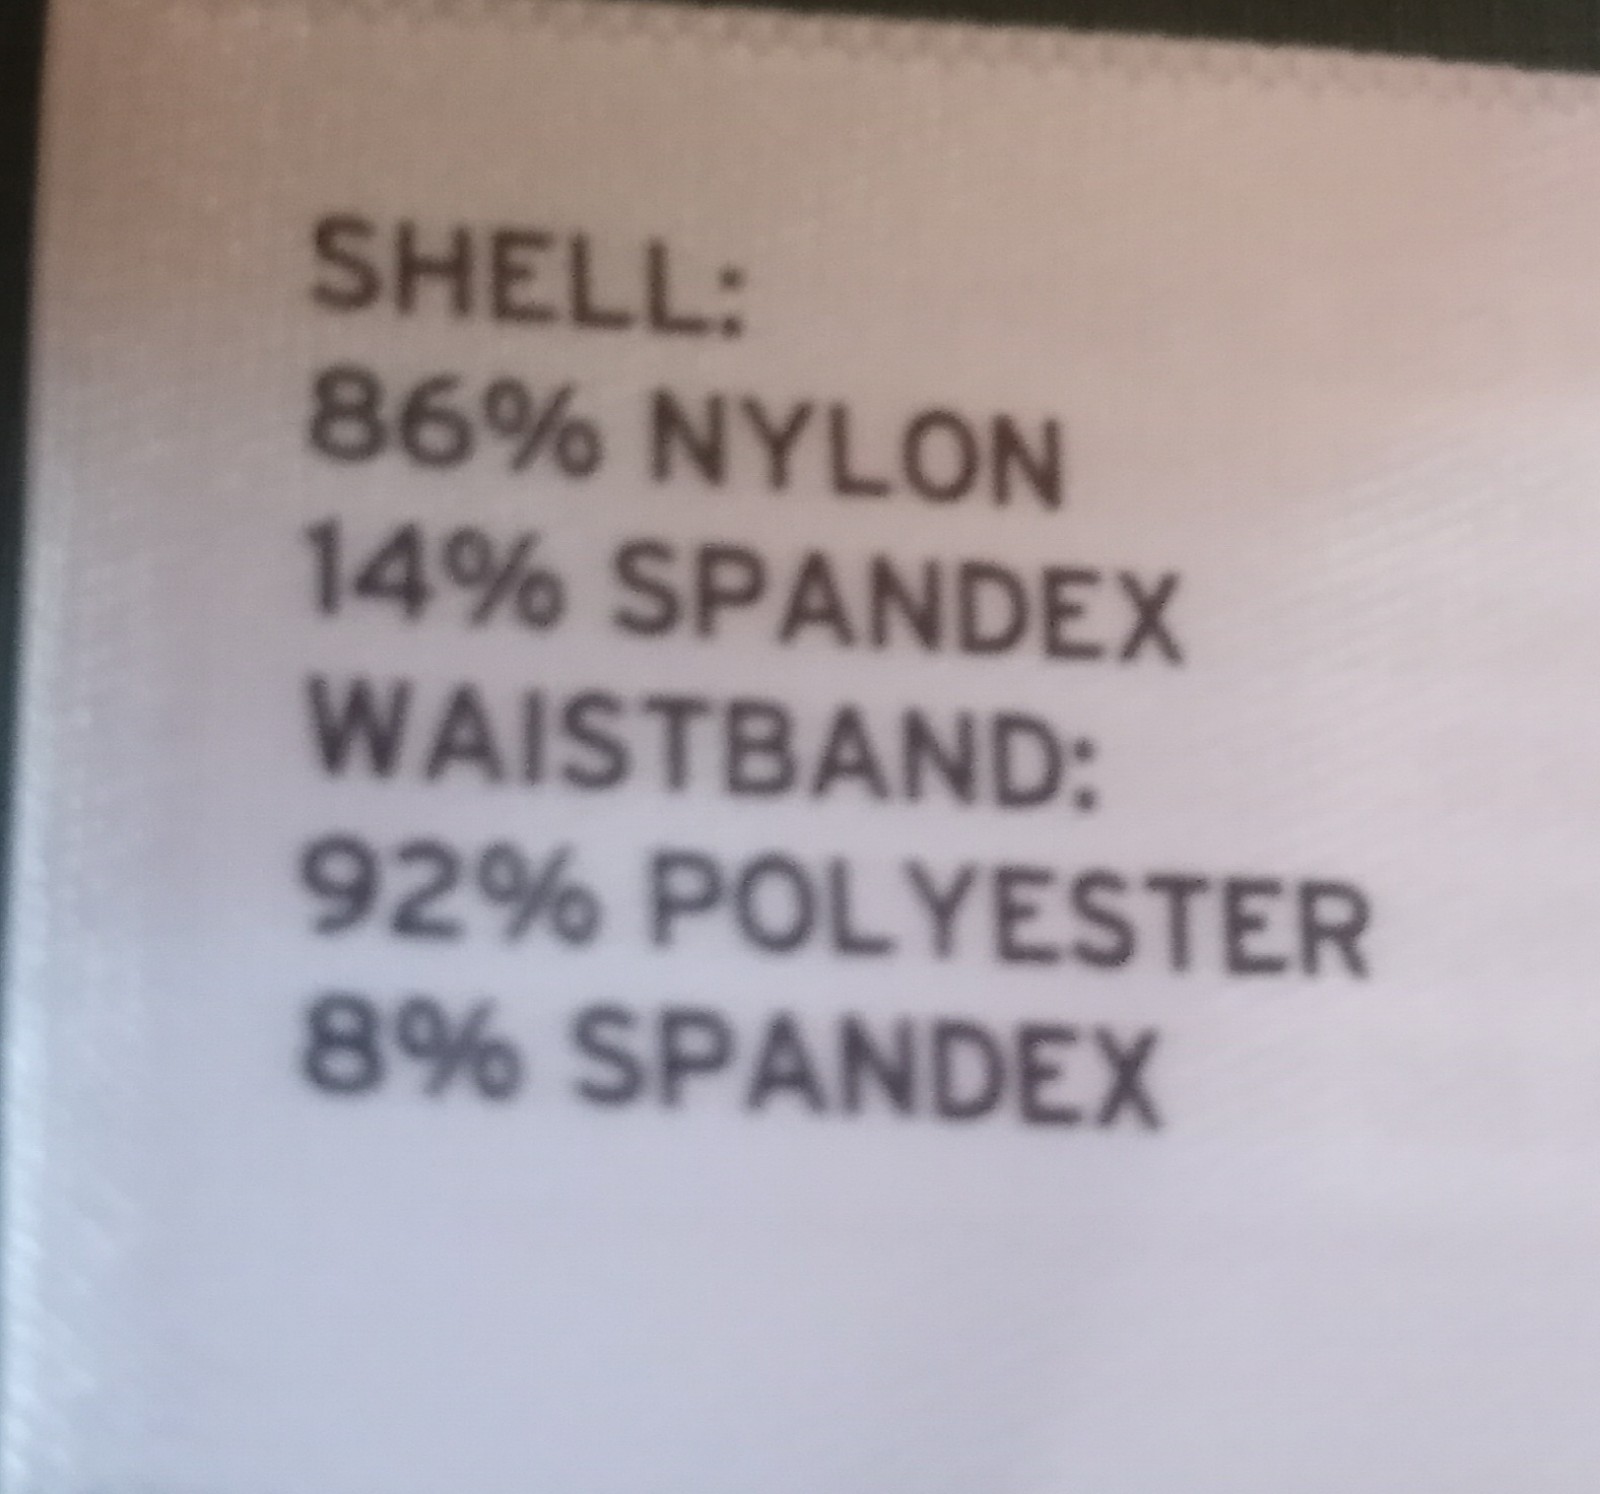 SHELL:
86% NYLON
14% SPANDEX
WAISTBAND:
92% POLYESTER
8% SPANDEX